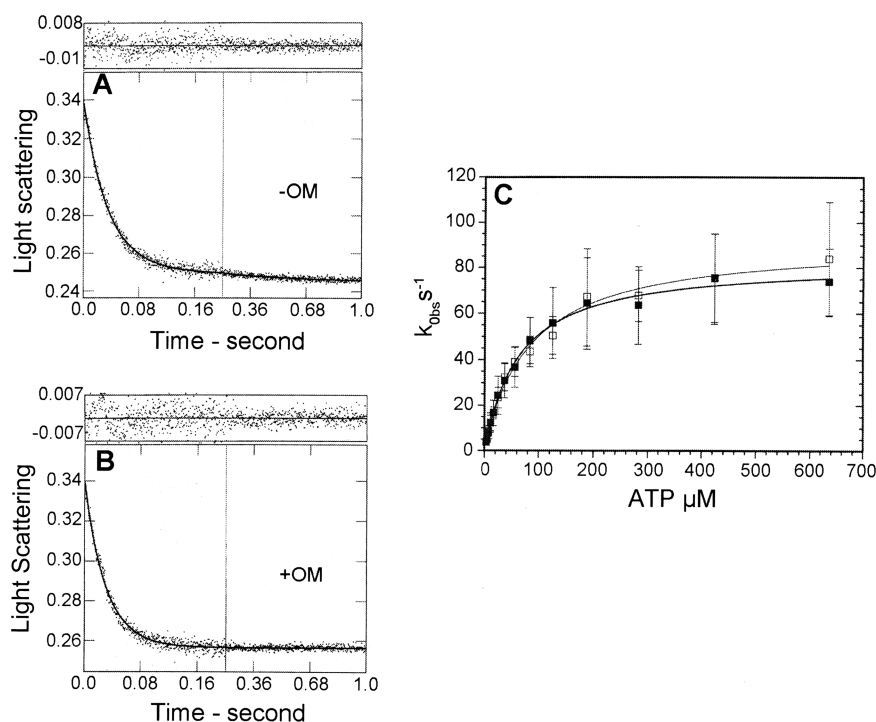 0.008
-0.01
A
0.34
0.32
0.30
0.28
0.26
0.24
Light scattering
-OM
0.0 0.08 0.16 0.36 0.68 1.0
Time - second
0.007
-0.007
B
0.34
0.30
0.28
0.26
Light Scattering
+OM
0.0 0.08 0.16 0.36 0.68 1.0
Time - second
C
120
100
80
60
40
20
0
k0bs s-1
0 100 200 300 400 500 600 700
ATP µM